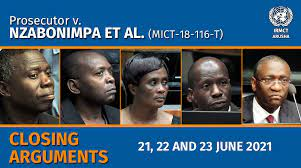 Prosecutor v.
NZABONIMPA ET AL. (MICT-18-116-T)
IRMCT
ARUSHA
CLOSING
ARGUMENTS
21, 22 AND 23 JUNE 2021